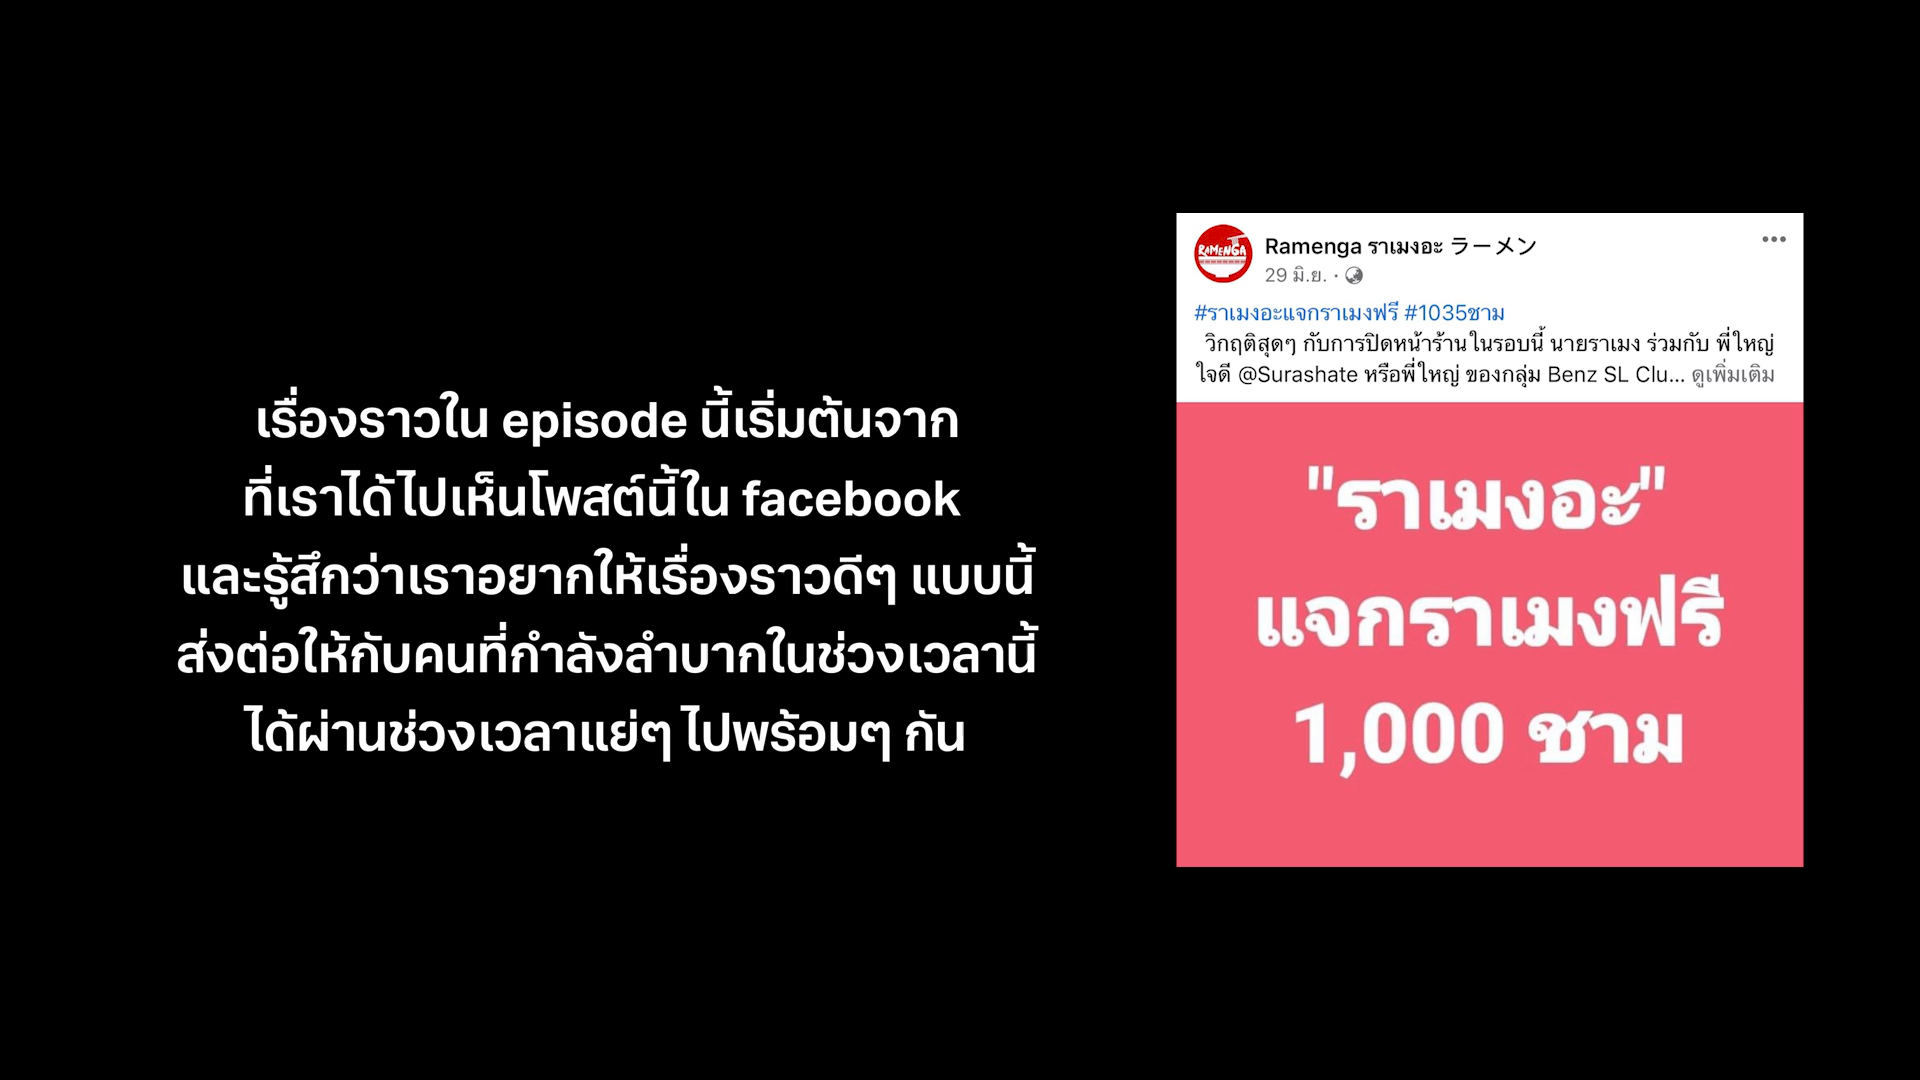 เรื่องราวใน episode นี้เริ่มต้นจาก
ที่เราได้ไปเห็นโพสต์นี้ใน facebook
และรู้สึกว่าเราอยากให้เรื่องราวดีๆ แบบนี้
ส่งต่อให้กับคนที่กำลังลำบากในช่วงเวลานี้
ได้ผ่านช่วงเวลาแย่ๆ ไปพร้อมๆ กัน
RAMENGA
Ramenga ราเมงอะ ラーメン
29 มิ.ย. ·
#ราเมงอะแจกราเมงฟรี #1035ชาม
วิกฤติสุดๆ กับการปิดหน้าร้านในรอบนี้ นายราเมง ร่วมกับ พี่ใหญ่
ใจดี @Surashate หรือพี่ใหญ่ ของกลุ่ม Benz SL Clu... ดูเพิ่มเติม
"ราเมงอะ"
แจกราเมงฟรี
1,000 ชาม